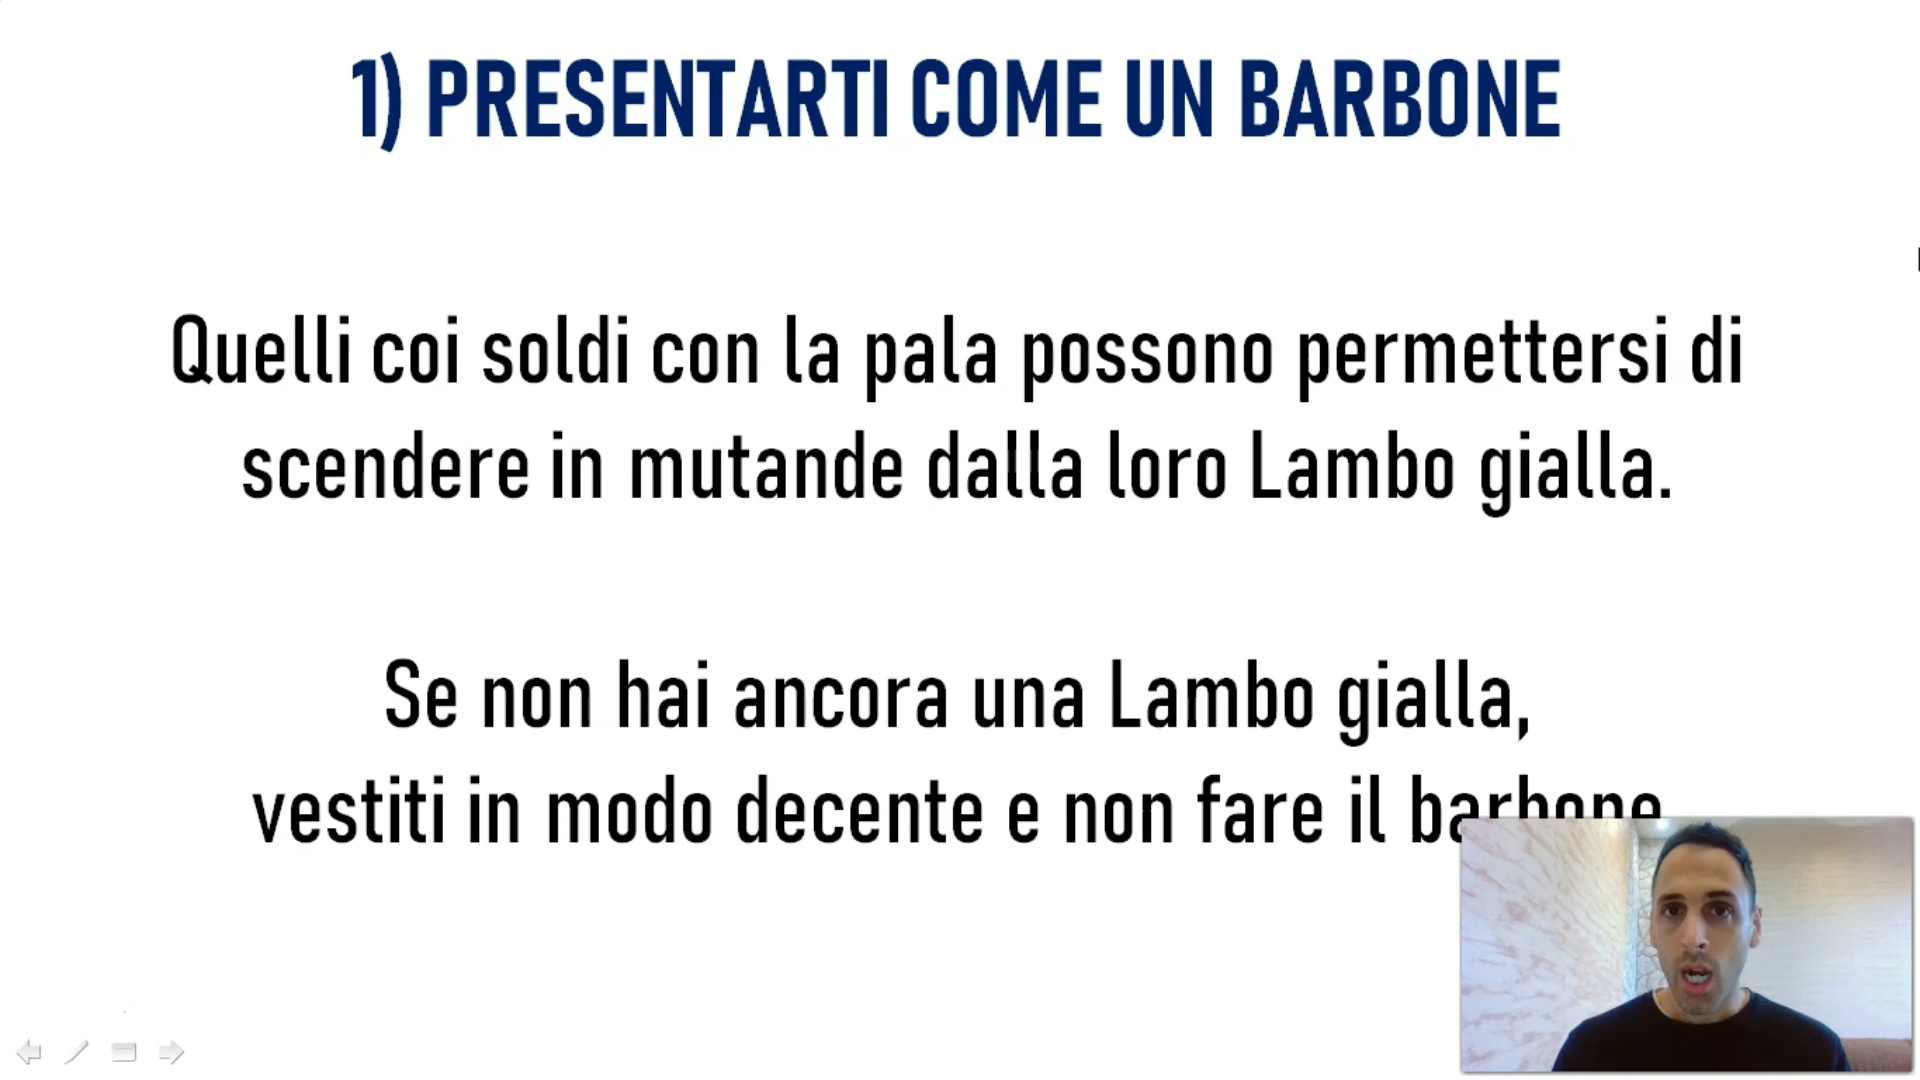 1) PRESENTARTI COME UN BARBONE
Quelli coi soldi con la pala possono permettersi di
scendere in mutande dalla loro Lambo gialla.
Se non hai ancora una Lambo gialla,
vestiti in modo decente e non fare il barbone